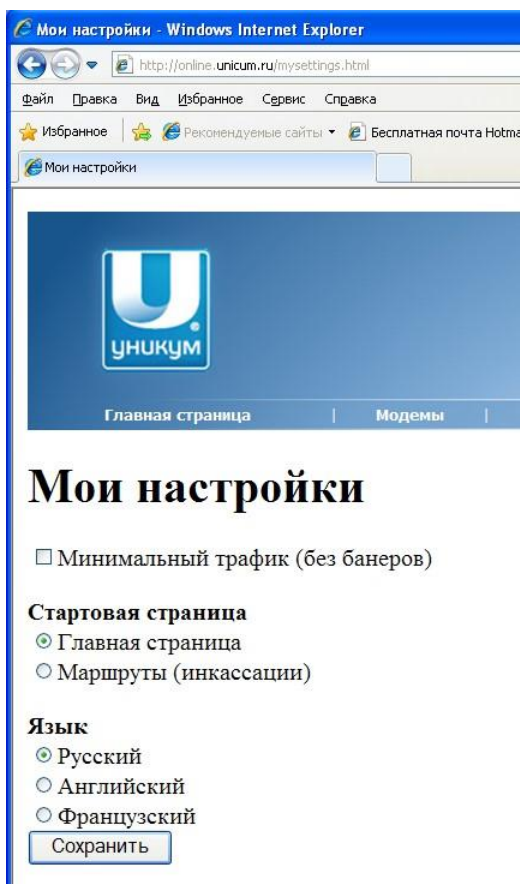 Мои настройки - Windows Internet Explorer
http://online.unicum.ru/mysettings.html
Файл Правка Вид Избранное Сервис Справка
Избранное Рекомендуемые сайты Бесплатная почта Hotma
Мои настройки
уникум
Главная страница | Модемы |
Мои настройки
Минимальный трафик (без банеров)
Стартовая страница
Главная страница
Маршруты (инкассации)
Язык
Русский
Английский
Французский
Сохранить